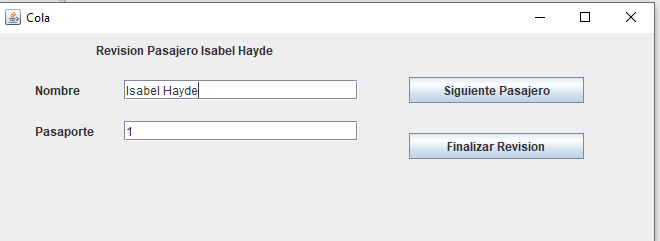 Cola
Revision Pasajero Isabel Hayde
Nombre
Isabel Hayde
Siguiente Pasajero
Pasaporte
1
Finalizar Revision